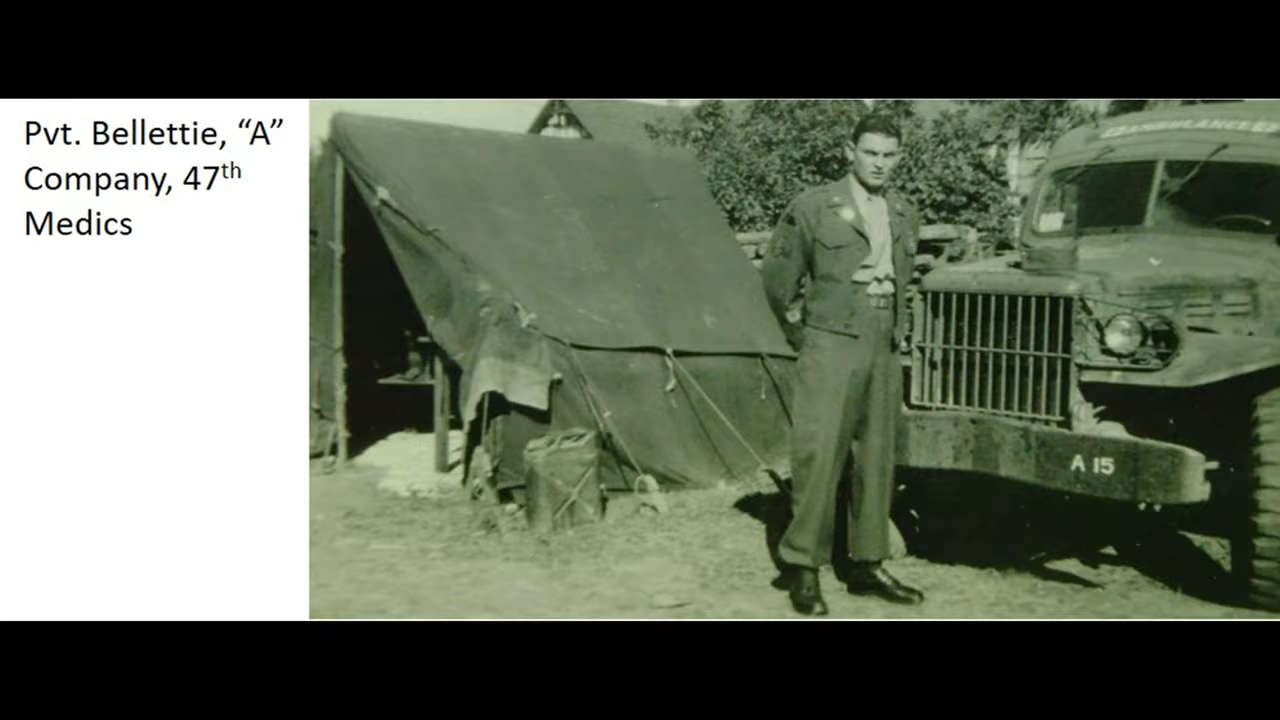 Pvt. Bellettie, “A”
Company, 47th
Medics
AMBULANCE
A 15